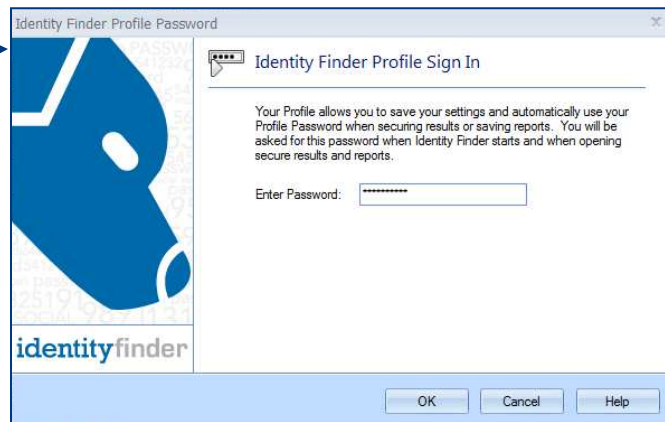 Identity Finder Profile Password
Identity Finder Profile Sign In
Your Profile allows you to save your settings and automatically use your
Profile Password when securing results or saving reports. You will be
asked for this password when Identity Finder starts and when opening
secure results and reports.
Enter Password: **********
identityfinder
OK Cancel Help